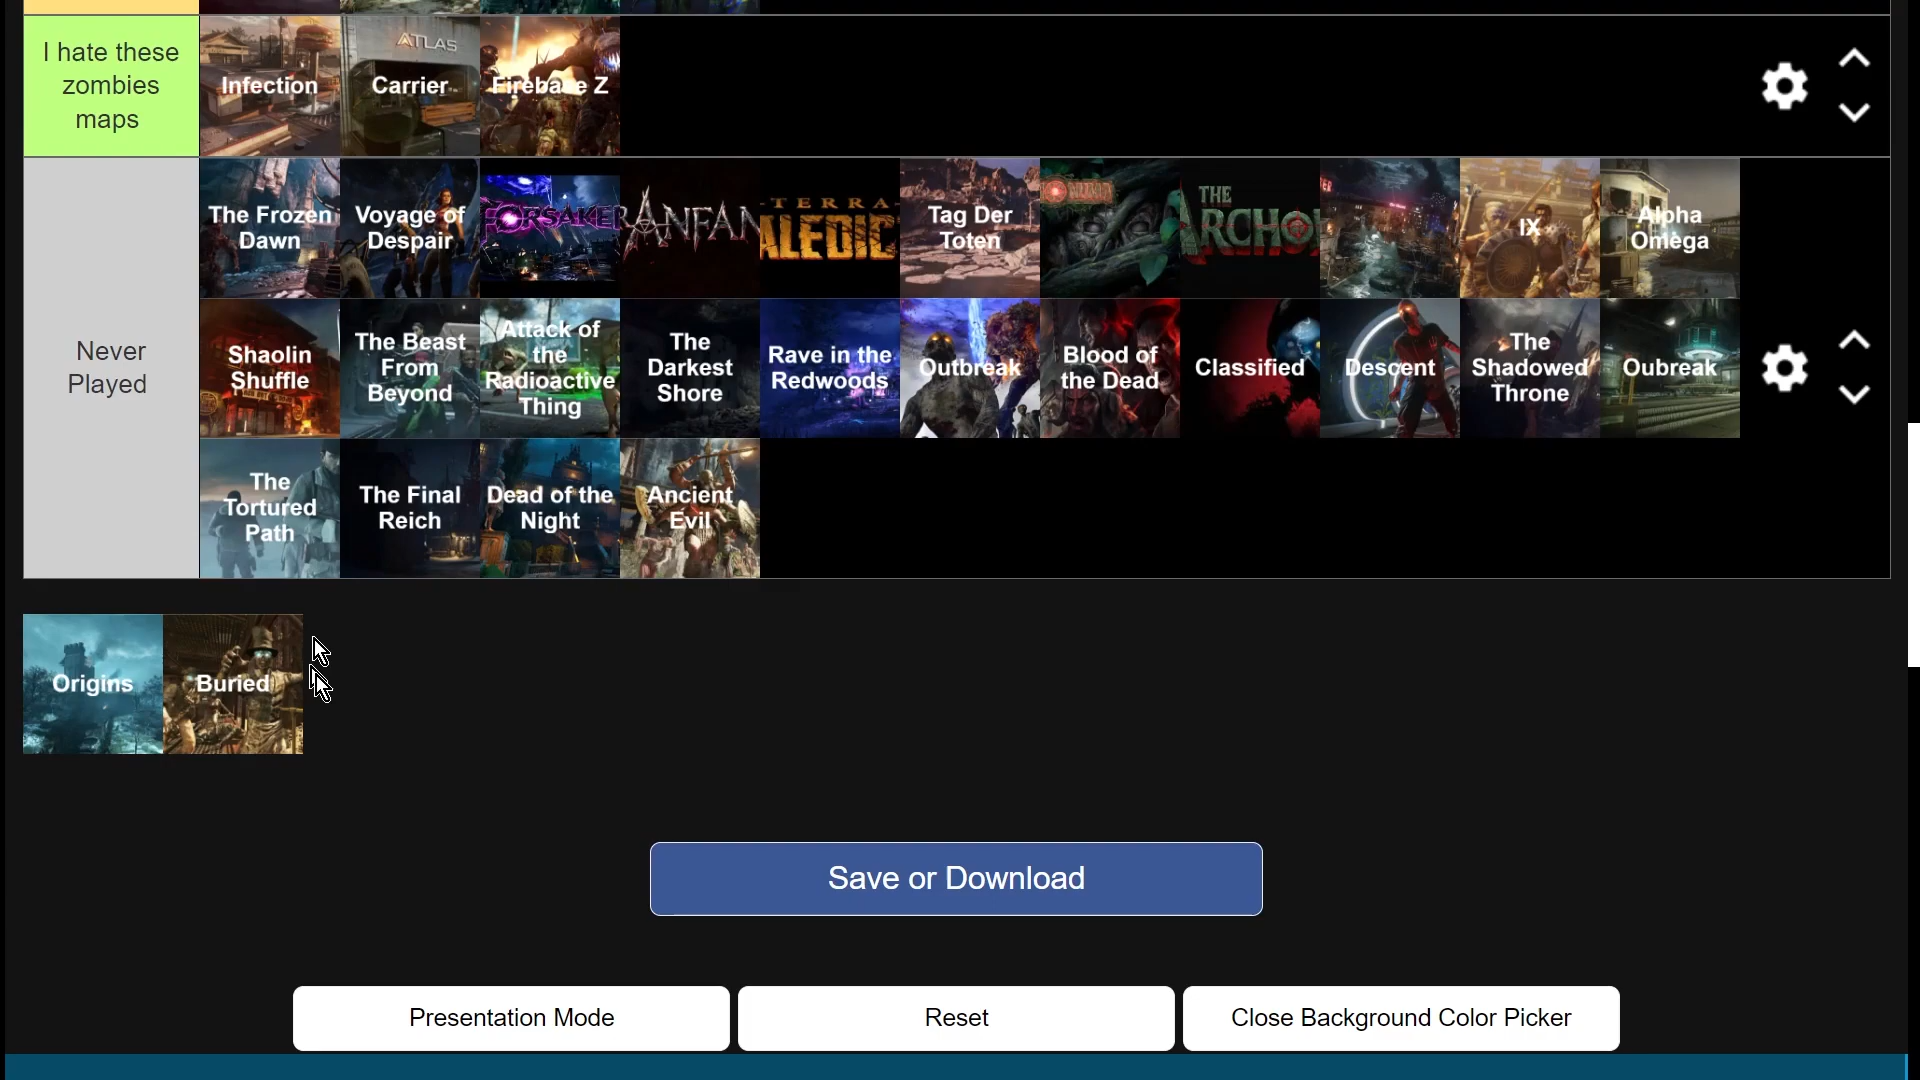 I hate these
zombies
maps
Infection
ATLAS
Carrier
Firebase Z
Never
Played
The Frozen
Dawn
Voyage of
Despair
FORSAKEN
ANFAN
TERRA
ALEDIC
Tag Der
Toten
THE
ARCHO
IX
Alpha
Omega
Shaolin
Shuffle
The Beast
From
Beyond
Attack of
the
Radioactive
Thing
The
Darkest
Shore
Rave in the
Redwoods
Outbreak
Blood of
the Dead
Classified
Descent
The
Shadowed
Throne
Oubreak
The
Tortured
Path
The Final
Reich
Dead of the
Night
Ancient
Evil
Origins
Buried
Save or Download
Presentation Mode
Reset
Close Background Color Picker